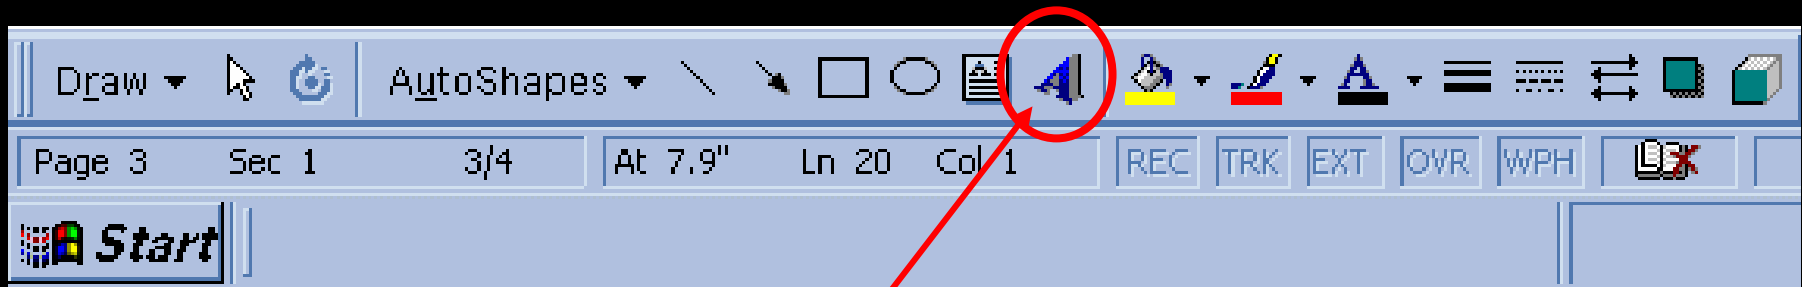 Draw AutoShapes A
Page 3 Sec 1 3/4 At 7.9" Ln 20 Col 1 REC TRK EXT OVR WPH
Start